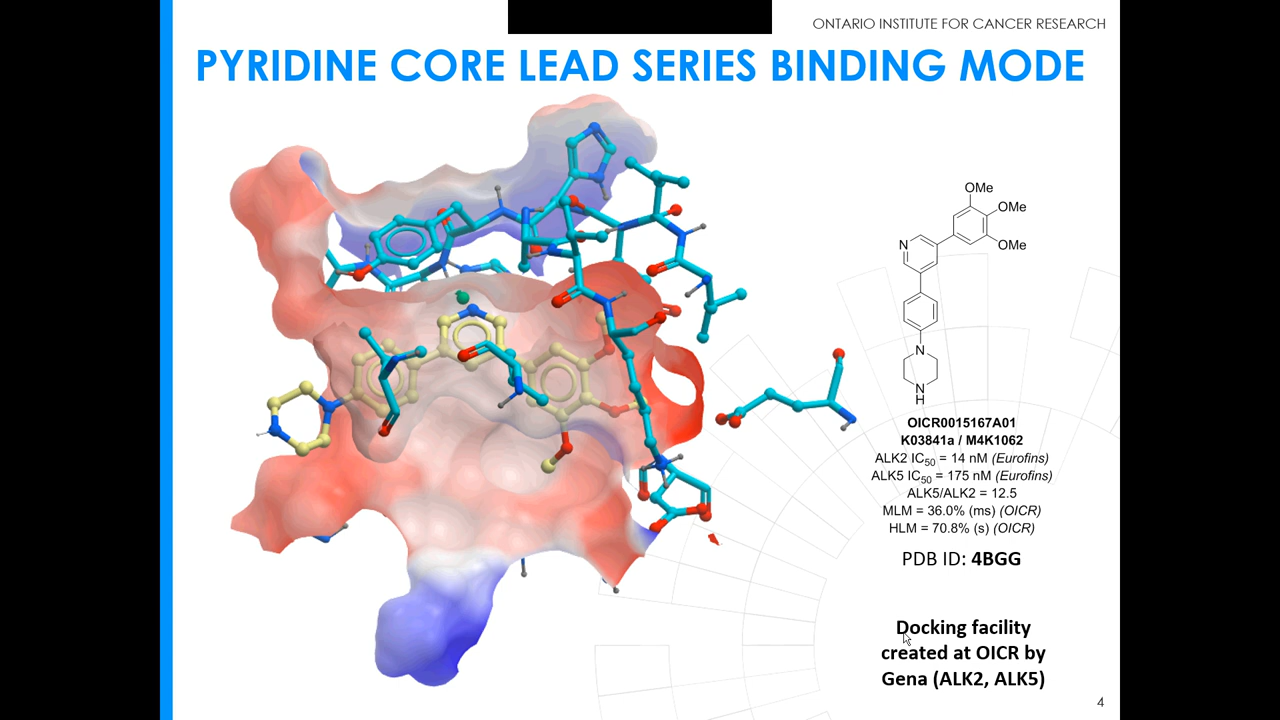 ONTARIO INSTITUTE FOR CANCER RESEARCH
PYRIDINE CORE LEAD SERIES BINDING MODE
OMe
OMe
OMe
N
N
N
H
OICR0015167A01
K03841a / M4K1062
ALK2 IC50 = 14 nM (Eurofins)
ALK5 IC50 = 175 nM (Eurofins)
ALK5/ALK2 = 12.5
MLM = 36.0% (ms) (OICR)
HLM = 70.8% (s) (OICR)
PDB ID: 4BGG
Docking facility
created at OICR by
Gena (ALK2, ALK5)
4